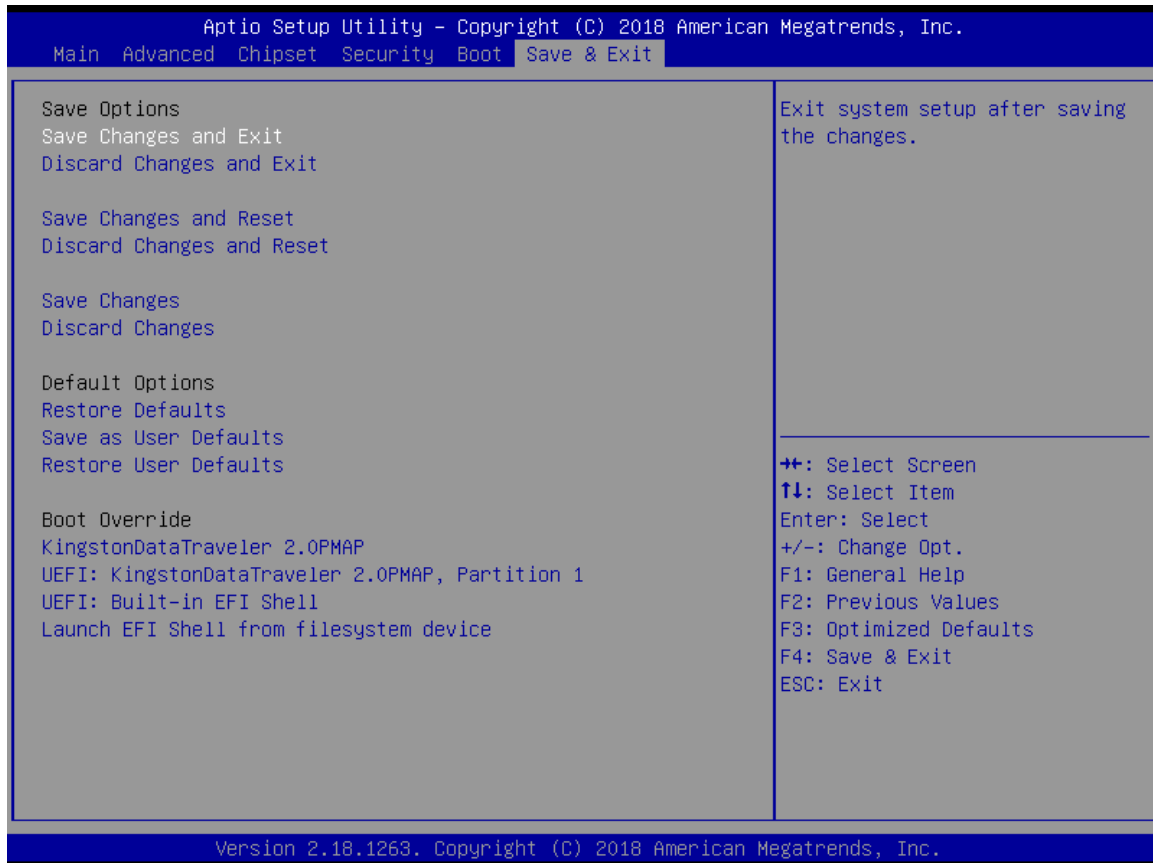 Aptio Setup Utility – Copyright (C) 2018 American Megatrends, Inc.
Main Advanced Chipset Security Boot Save & Exit
Save Options
Save Changes and Exit
Discard Changes and Exit
Save Changes and Reset
Discard Changes and Reset
Save Changes
Discard Changes
Default Options
Restore Defaults
Save as User Defaults
Restore User Defaults
Boot Override
KingstonDataTraveler 2.0PMAP
UEFI: KingstonDataTraveler 2.0PMAP, Partition 1
UEFI: Built-in EFI Shell
Launch EFI Shell from filesystem device
Exit system setup after saving
the changes.
→←: Select Screen
↑↓: Select Item
Enter: Select
+/-: Change Opt.
F1: General Help
F2: Previous Values
F3: Optimized Defaults
F4: Save & Exit
ESC: Exit
Version 2.18.1263. Copyright (C) 2018 American Megatrends, Inc.